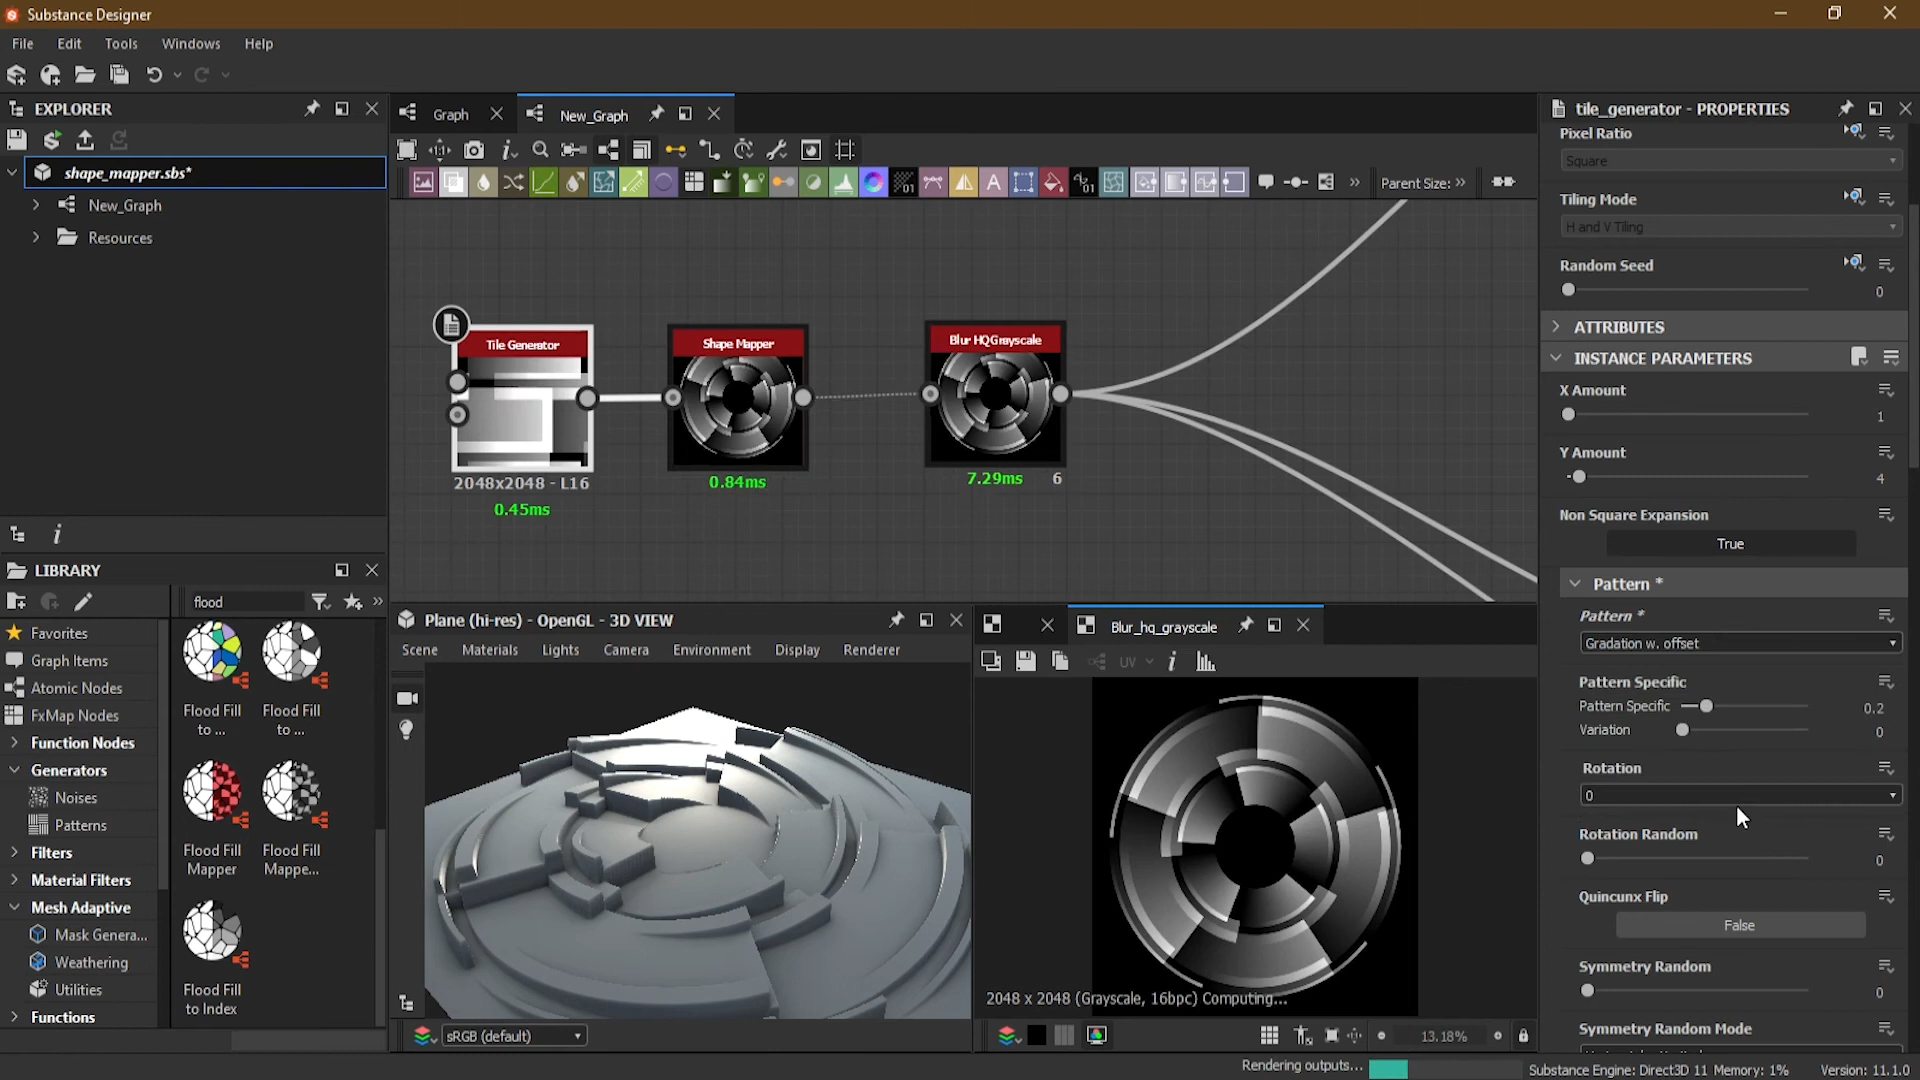 Substance Designer
File Edit Tools Windows Help
EXPLORER
shape_mapper.sbs*
New_Graph
Resources
LIBRARY
flood
Favorites
Graph Items
Atomic Nodes
FxMap Nodes
Function Nodes
Generators
Noises
Patterns
Filters
Material Filters
Mesh Adaptive
Mask Genera...
Weathering
Utilities
Functions
Flood Fill
to ...
Flood Fill
to ...
Flood Fill
Mapper
Flood Fill
Mappe...
Flood Fill
to Index
Graph
New_Graph
Parent Size:
Tile Generator
2048x2048 - L16
0.45ms
Shape Mapper
0.84ms
Blur HQ Grayscale
7.29ms 6
Plane (hi-res) - OpenGL - 3D VIEW
Scene Materials Lights Camera Environment Display Renderer
sRGB (default)
Blur_hq_grayscale
UV
2048 x 2048 (Grayscale, 16bpc) Computing...
13.18%
tile_generator - PROPERTIES
Pixel Ratio
Square
Tiling Mode
H and V Tiling
Random Seed
0
ATTRIBUTES
INSTANCE PARAMETERS
X Amount
1
Y Amount
4
Non Square Expansion
True
Pattern *
Pattern *
Gradation w. offset
Pattern Specific
Pattern Specific 0.2
Variation 0
Rotation
0
Rotation Random
0
Quincunx Flip
False
Symmetry Random
0
Symmetry Random Mode
Rendering outputs...
Substance Engine: Direct3D 11 Memory: 1%
Version: 11.1.0